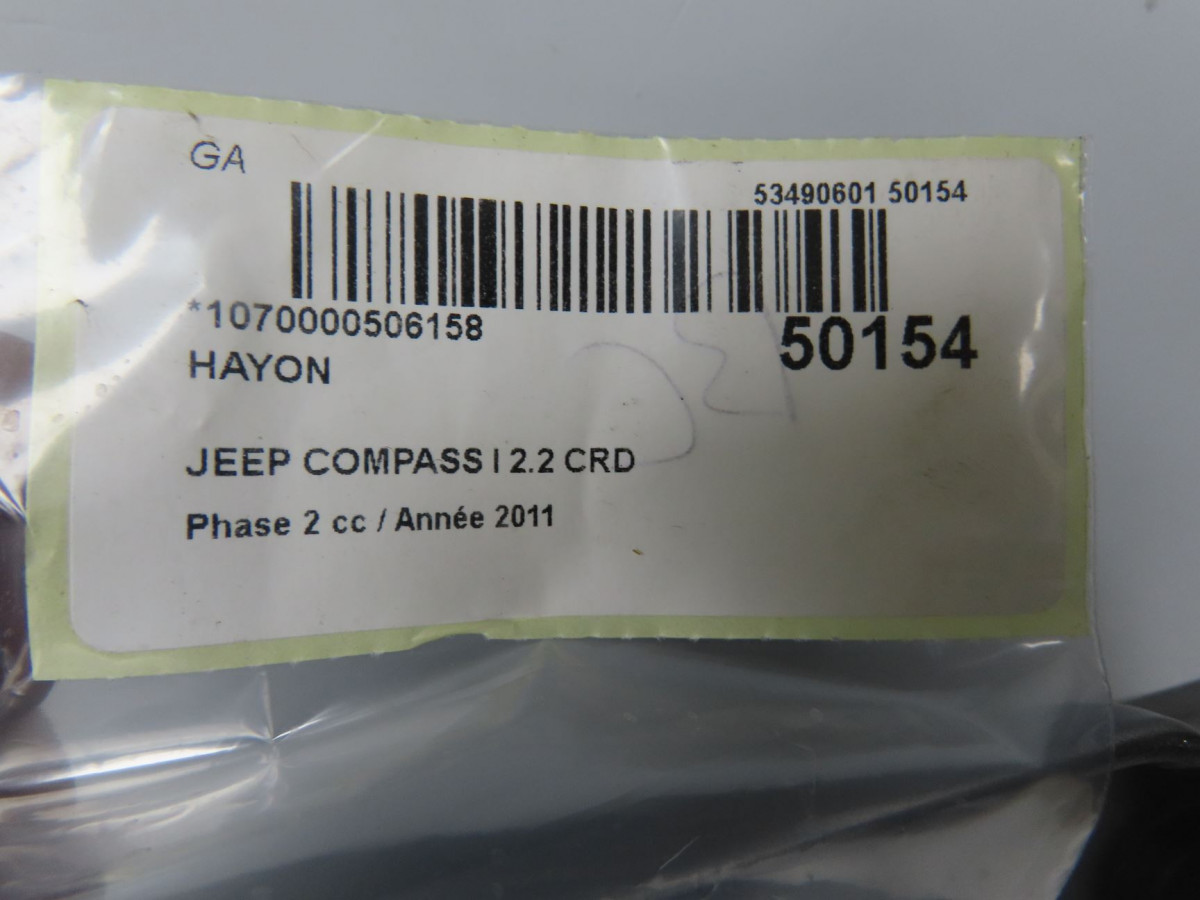 GA
53490601 50154
*1070000506158
50154
HAYON
JEEP COMPASS I 2.2 CRD
Phase 2 cc / Année 2011